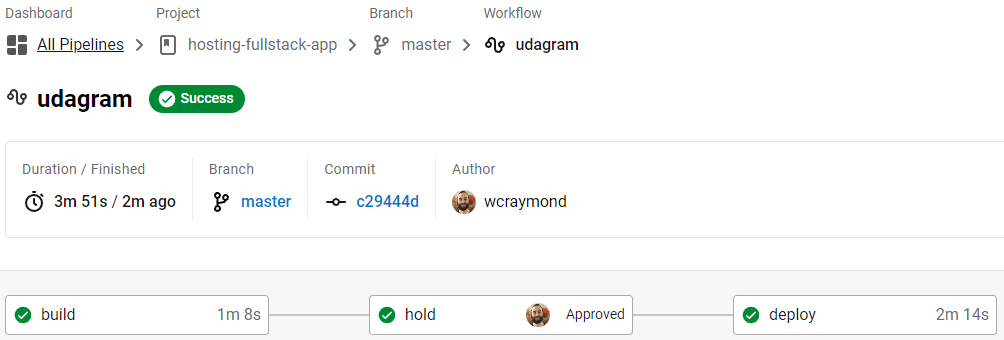 Dashboard Project Branch Workflow
All Pipelines hosting-fullstack-app master udagram
udagram Success
Duration / Finished Branch Commit Author
3m 51s / 2m ago master c29444d wcraymond
build 1m 8s hold Approved deploy 2m 14s